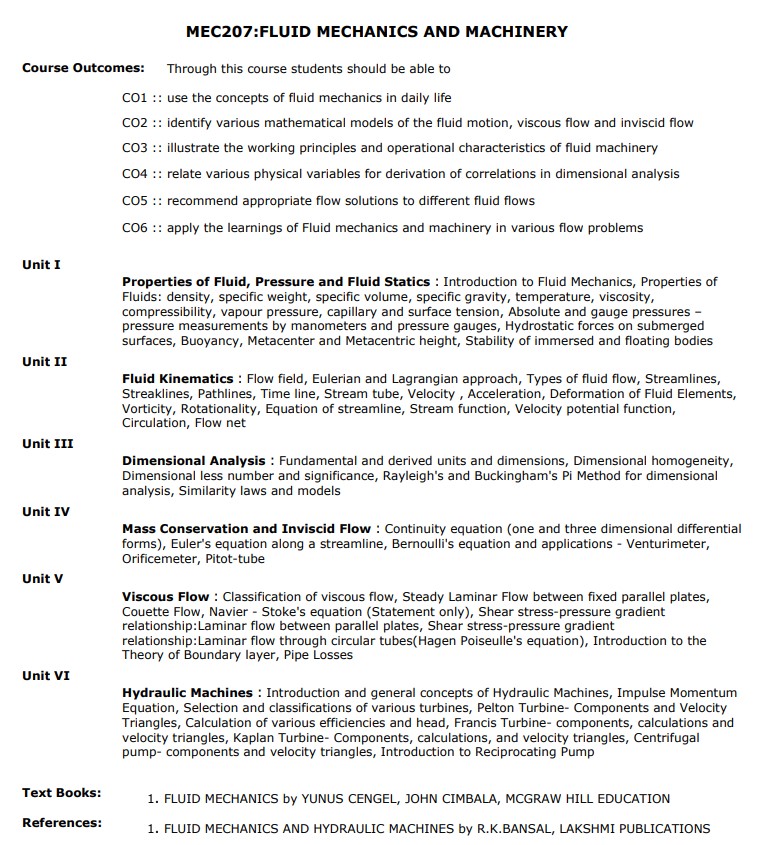 MEC207:FLUID MECHANICS AND MACHINERY
Course Outcomes: Through this course students should be able to
CO1 :: use the concepts of fluid mechanics in daily life
CO2 :: identify various mathematical models of the fluid motion, viscous flow and inviscid flow
CO3 :: illustrate the working principles and operational characteristics of fluid machinery
CO4 :: relate various physical variables for derivation of correlations in dimensional analysis
CO5 :: recommend appropriate flow solutions to different fluid flows
CO6 :: apply the learnings of Fluid mechanics and machinery in various flow problems
Unit I
Properties of Fluid, Pressure and Fluid Statics : Introduction to Fluid Mechanics, Properties of
Fluids: density, specific weight, specific volume, specific gravity, temperature, viscosity,
compressibility, vapour pressure, capillary and surface tension, Absolute and gauge pressures –
pressure measurements by manometers and pressure gauges, Hydrostatic forces on submerged
surfaces, Buoyancy, Metacenter and Metacentric height, Stability of immersed and floating bodies
Unit II
Fluid Kinematics : Flow field, Eulerian and Lagrangian approach, Types of fluid flow, Streamlines,
Streaklines, Pathlines, Time line, Stream tube, Velocity , Acceleration, Deformation of Fluid Elements,
Vorticity, Rotationality, Equation of streamline, Stream function, Velocity potential function,
Circulation, Flow net
Unit III
Dimensional Analysis : Fundamental and derived units and dimensions, Dimensional homogeneity,
Dimensional less number and significance, Rayleigh's and Buckingham's Pi Method for dimensional
analysis, Similarity laws and models
Unit IV
Mass Conservation and Inviscid Flow : Continuity equation (one and three dimensional differential
forms), Euler's equation along a streamline, Bernoulli's equation and applications - Venturimeter,
Orificemeter, Pitot-tube
Unit V
Viscous Flow : Classification of viscous flow, Steady Laminar Flow between fixed parallel plates,
Couette Flow, Navier - Stoke's equation (Statement only), Shear stress-pressure gradient
relationship:Laminar flow between parallel plates, Shear stress-pressure gradient
relationship:Laminar flow through circular tubes(Hagen Poiseulle's equation), Introduction to the
Theory of Boundary layer, Pipe Losses
Unit VI
Hydraulic Machines : Introduction and general concepts of Hydraulic Machines, Impulse Momentum
Equation, Selection and classifications of various turbines, Pelton Turbine- Components and Velocity
Triangles, Calculation of various efficiencies and head, Francis Turbine- components, calculations and
velocity triangles, Kaplan Turbine- Components, calculations, and velocity triangles, Centrifugal
pump- components and velocity triangles, Introduction to Reciprocating Pump
Text Books: 1. FLUID MECHANICS by YUNUS CENGEL, JOHN CIMBALA, MCGRAW HILL EDUCATION
References: 1. FLUID MECHANICS AND HYDRAULIC MACHINES by R.K.BANSAL, LAKSHMI PUBLICATIONS